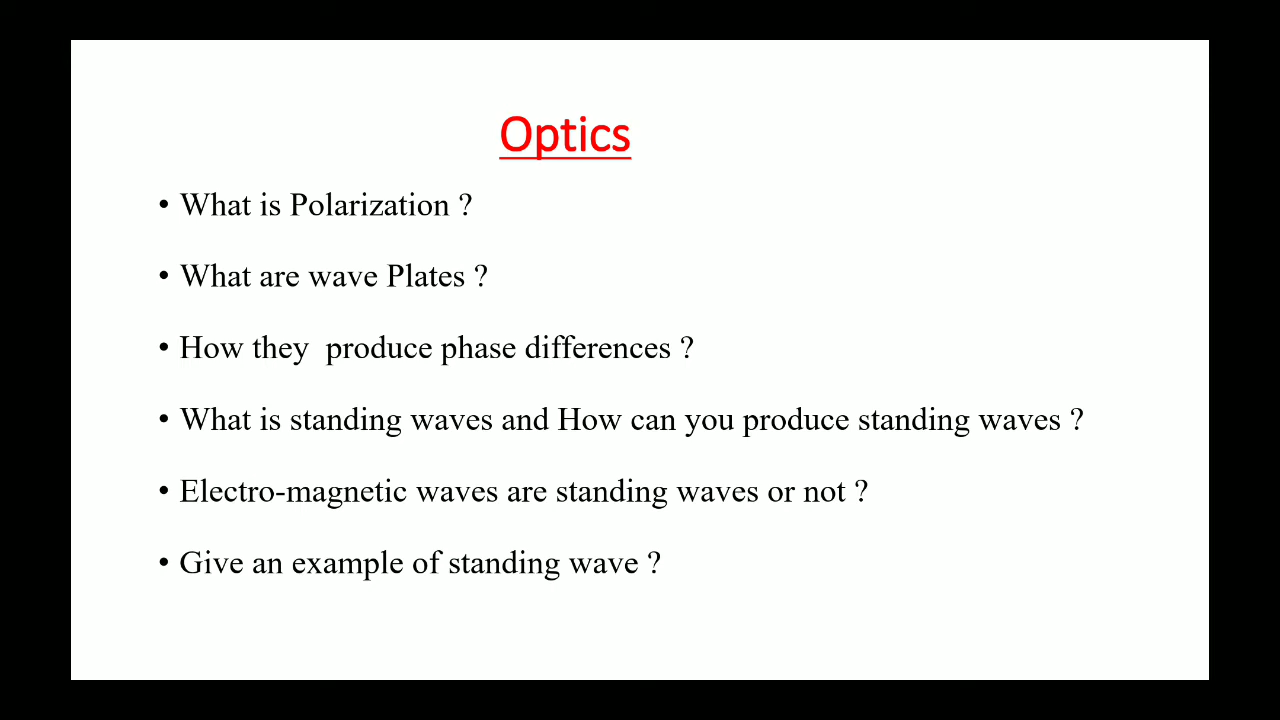 Optics
• What is Polarization ?
• What are wave Plates ?
• How they  produce phase differences ?
• What is standing waves and How can you produce standing waves ?
• Electro-magnetic waves are standing waves or not ?
• Give an example of standing wave ?